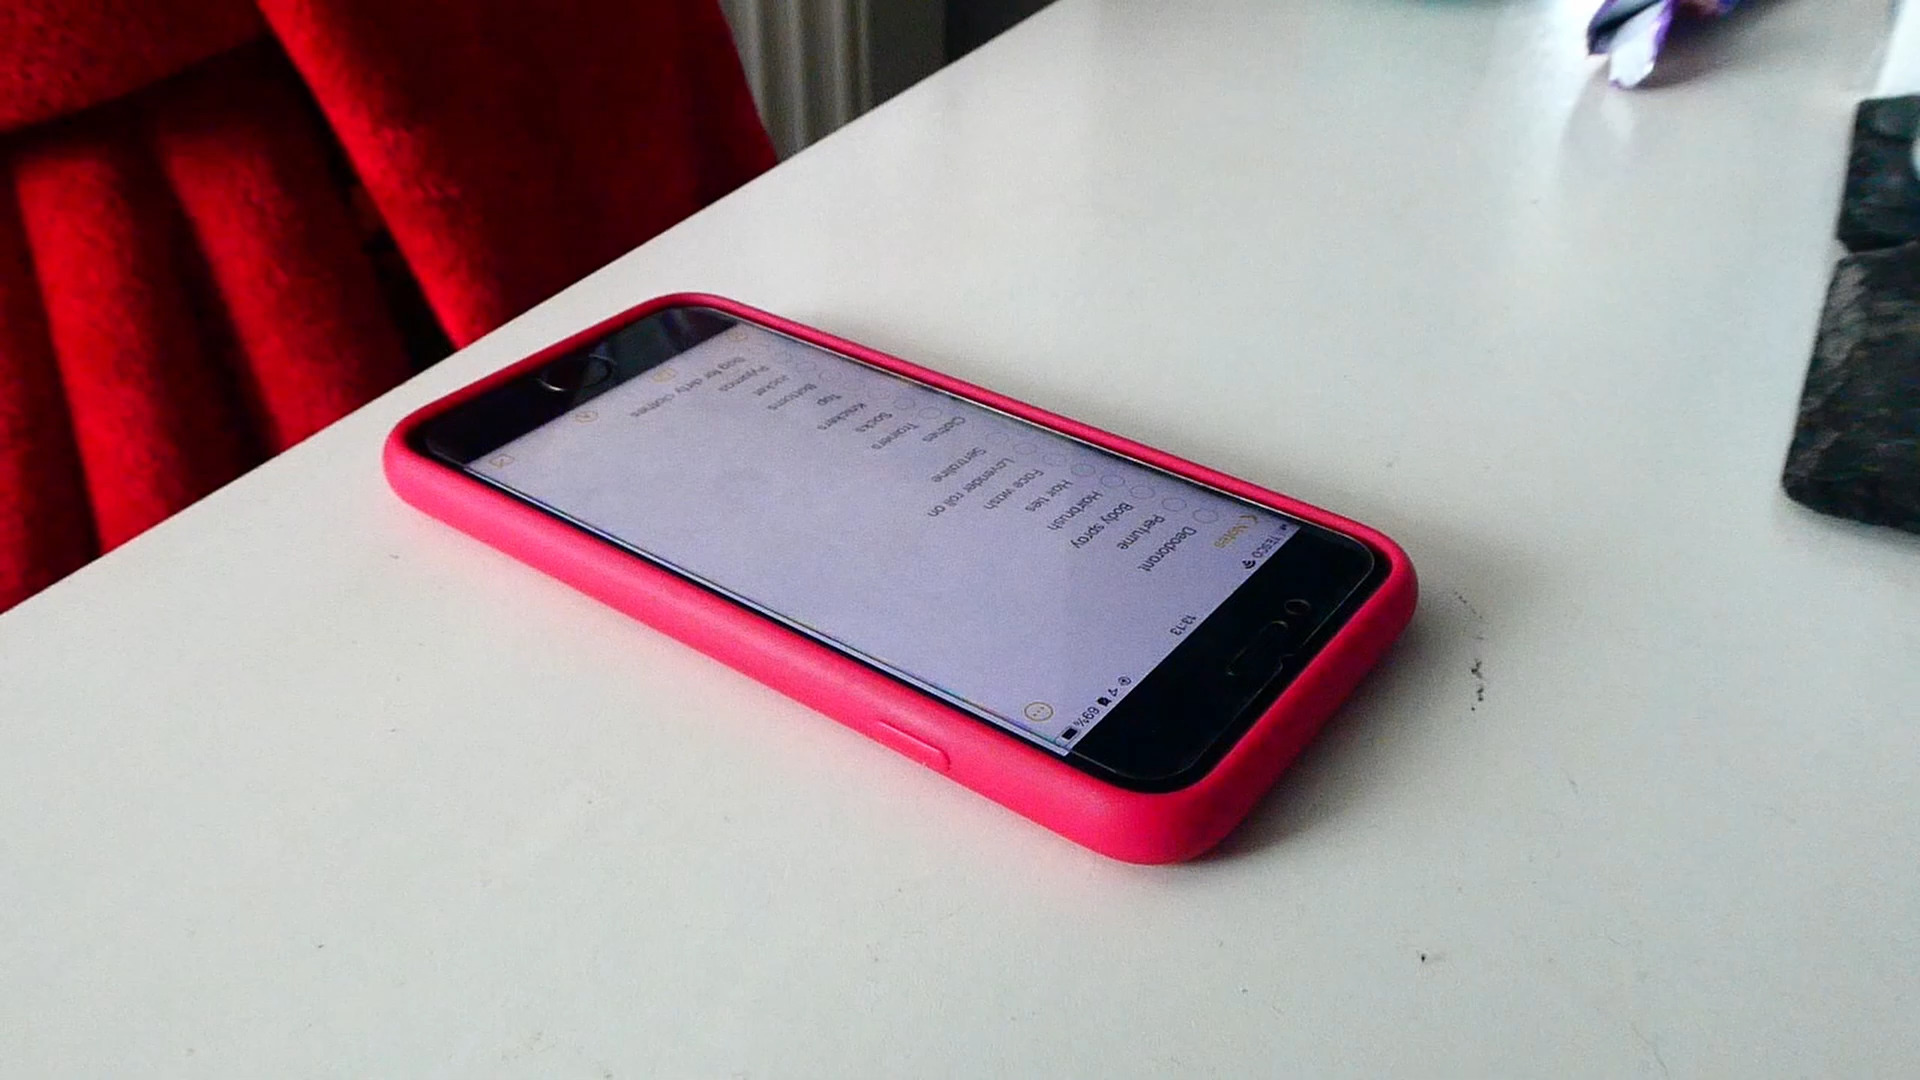 TESCO 13:13 69%
Notes
Deodorant
Perfume
Body spray
Hairbrush
Hair ties
Face wash
Lavender roll on
Sertraline
Clothes
Trainers
Socks
Knickers
Top
Bottoms
Jacket
Pyjamas
Bag for dirty clothes